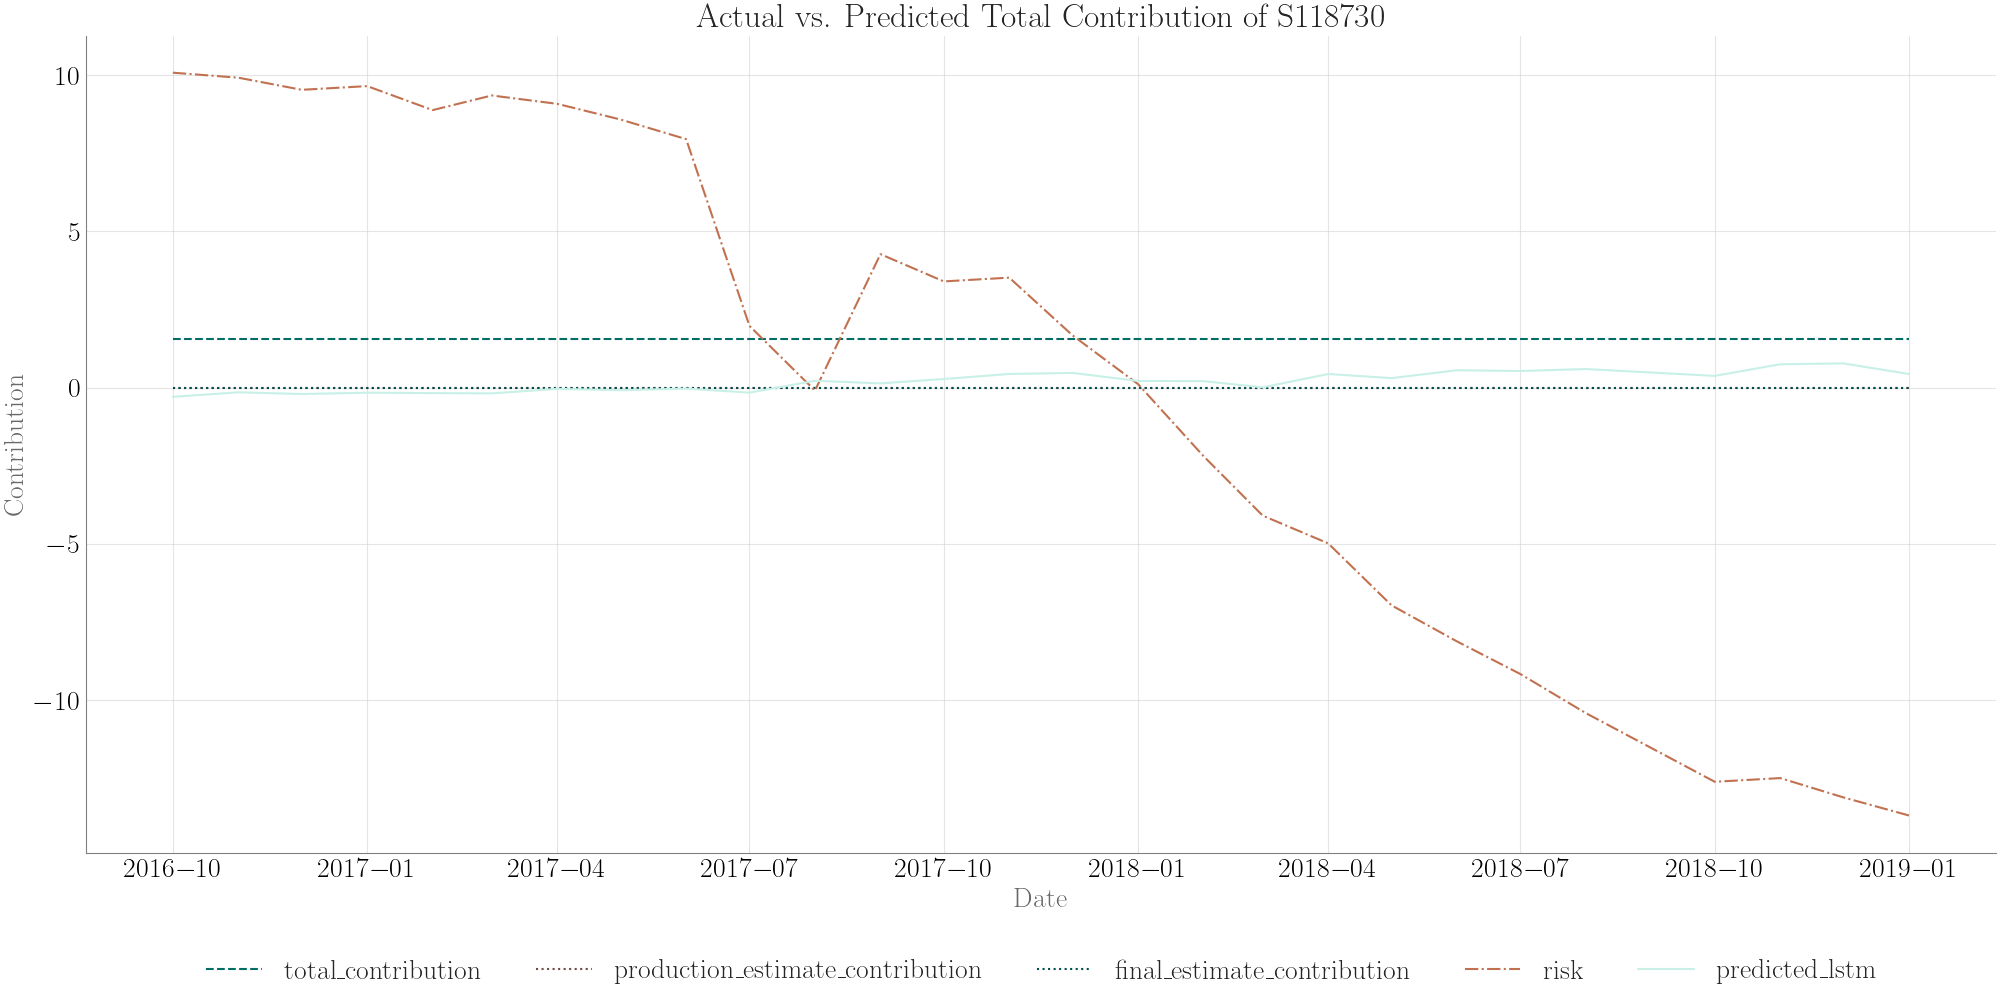 Actual vs. Predicted Total Contribution of S118730
10
5
0
−5
−10
Contribution
2016−10 2017−01 2017−04 2017−07 2017−10 2018−01 2018−04 2018−07 2018−10 2019−01
Date
total_contribution production_estimate_contribution final_estimate_contribution risk predicted_lstm